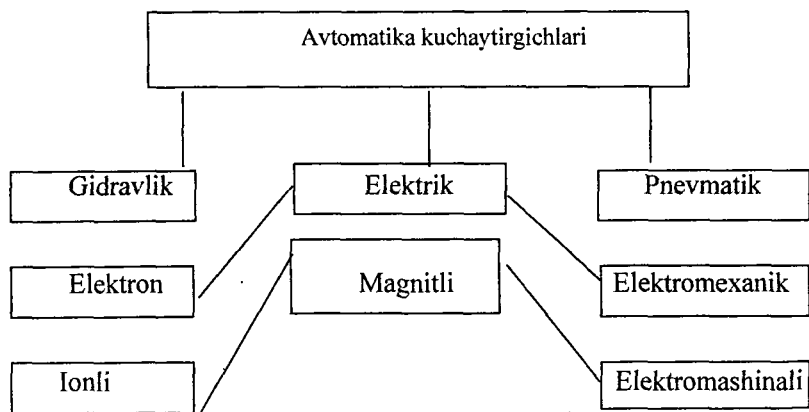 Avtomatika kuchaytirgichlari
Gidravlik
Elektrik
Pnevmatik
Elektron
Magnitli
Elektromexanik
Ionli
Elektromashinali